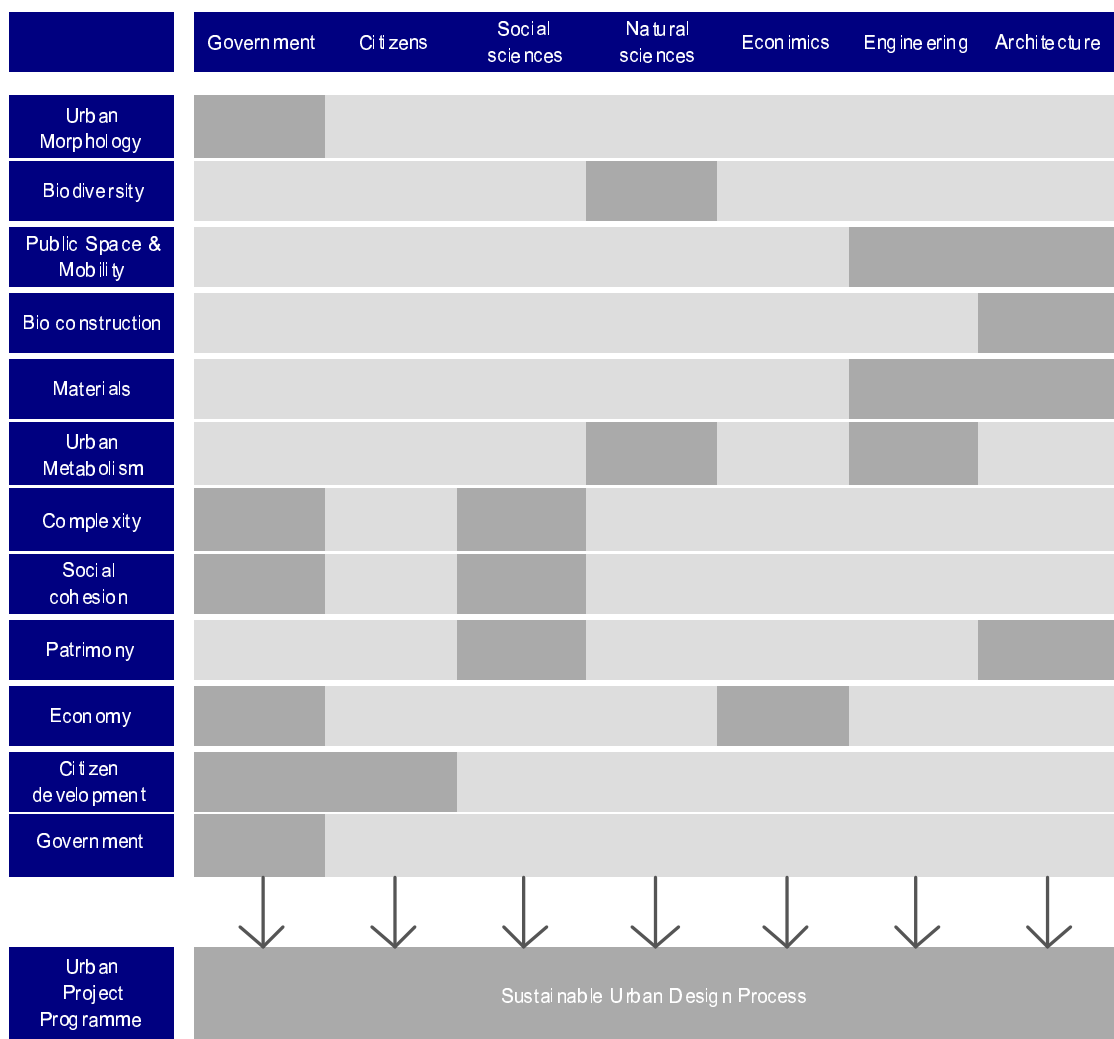 Government
Citizens
Social
sciences
Natural
sciences
Econimics
Engineering
Architecture
Urban
Morphology
Biodiversity
Public Space &
Mobility
Bio construction
Materials
Urban
Metabolism
Complexity
Social
cohesion
Patrimony
Economy
Citizen
development
Government
Urban
Project
Programme
Sustainable Urban Design Process